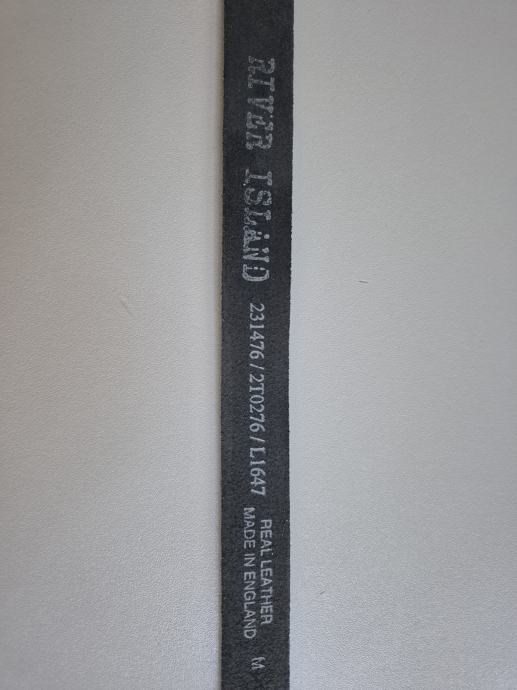 RIVER ISLAND
231476 / 2T0276 / L1647
REAL LEATHER
MADE IN ENGLAND
M